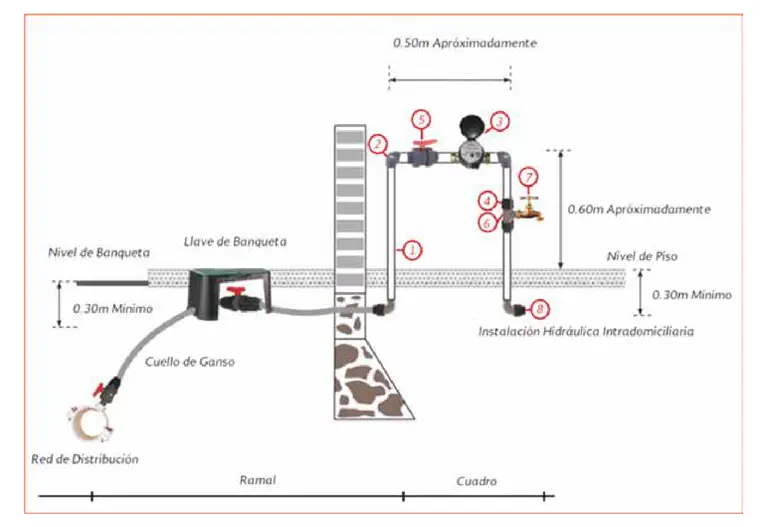 0.50m Apróximadamente
5
3
2
7
4
0.60m Apróximadamente
Llave de Banqueta
6
Nivel de Banqueta
1
Nivel de Piso
0.30m Mínimo
0.30m Mínimo
8
Instalación Hidráulica Intradomiciliaria
Cuello de Ganso
Red de Distribución
Ramal
Cuadro